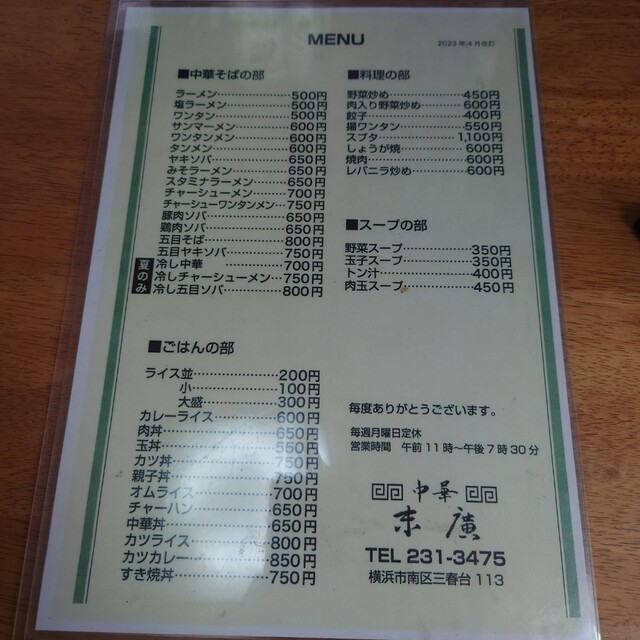 MENU
2023年4月改訂
■中華そばの部
ラーメン…………………500円
塩ラーメン………………500円
ワンタン…………………500円
サンマーメン……………600円
ワンタンメン……………600円
タンメン…………………600円
ヤキソバ…………………650円
みそラーメン……………650円
スタミナラーメン………650円
チャーシューメン………700円
チャーシューワンタンメン…750円
豚肉ソバ…………………650円
鶏肉ソバ…………………650円
五目そば…………………800円
五目ヤキソバ……………750円
夏のみ
冷し中華…………………700円
冷しチャーシューメン…750円
冷し五目ソバ……………800円
■ごはんの部
ライス並…………………200円
小…………………100円
大盛…………………300円
カレーライス……………600円
肉丼………………………650円
玉丼………………………550円
カツ丼……………………750円
親子丼……………………750円
オムライス………………700円
チャーハン………………650円
中華丼……………………650円
カツライス………………800円
カツカレー………………850円
すき焼丼…………………750円
■料理の部
野菜炒め…………………450円
肉入り野菜炒め…………600円
餃子………………………400円
揚ワンタン………………550円
スブタ……………………1,100円
しょうが焼………………600円
焼肉………………………600円
レバニラ炒め……………600円
■スープの部
野菜スープ………………350円
玉子スープ………………350円
トン汁……………………400円
肉玉スープ………………450円
毎度ありがとうございます。
毎週月曜日定休
営業時間 午前11時〜午後7時30分
中華
末廣
TEL 231-3475
横浜市南区三春台113